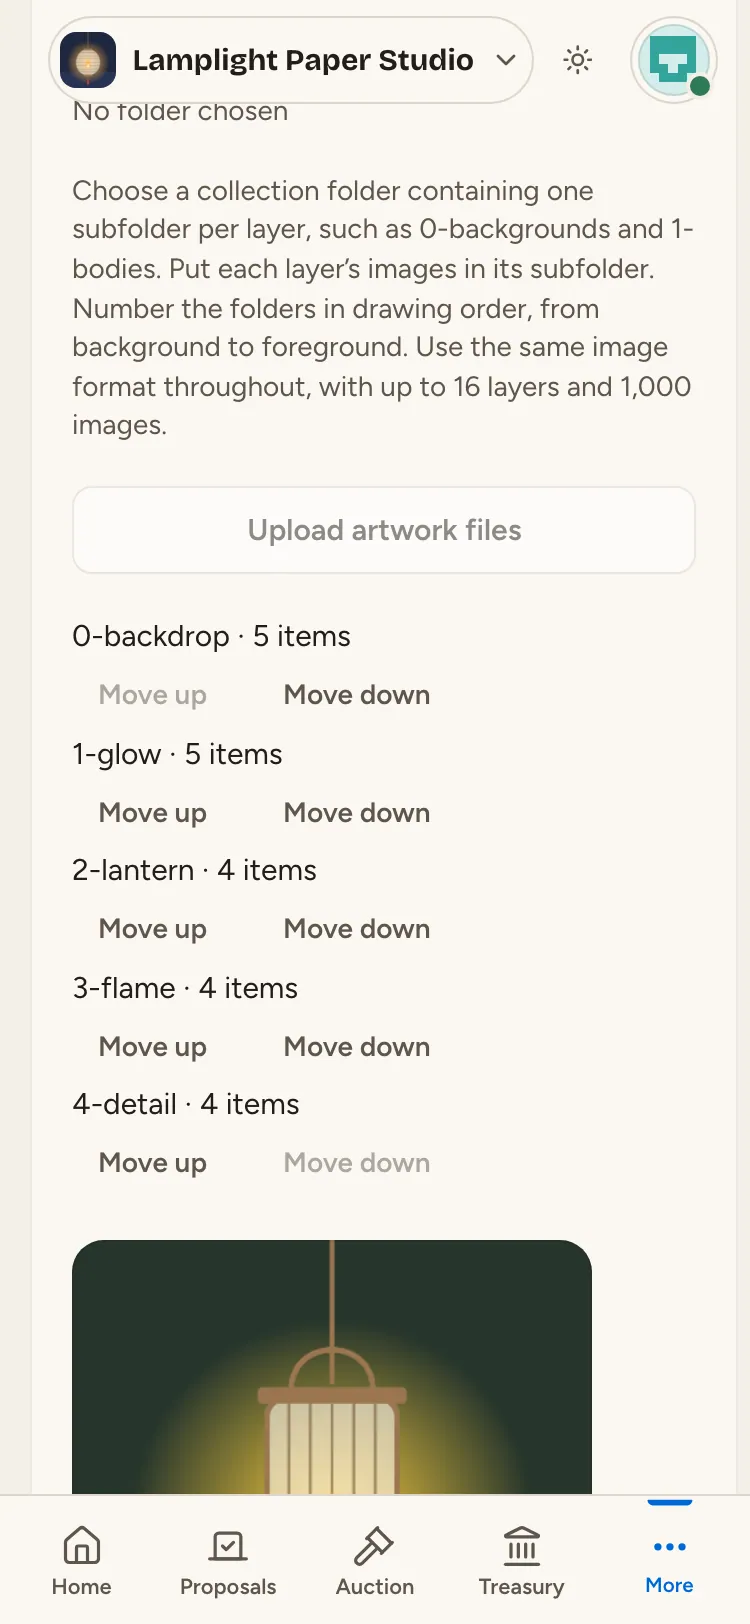 Lamplight Paper Studio
No folder chosen
Choose a collection folder containing one
subfolder per layer, such as 0-backgrounds and 1-
bodies. Put each layer’s images in its subfolder.
Number the folders in drawing order, from
background to foreground. Use the same image
format throughout, with up to 16 layers and 1,000
images.
Upload artwork files
0-backdrop · 5 items
Move up Move down
1-glow · 5 items
Move up Move down
2-lantern · 4 items
Move up Move down
3-flame · 4 items
Move up Move down
4-detail · 4 items
Move up Move down
Home Proposals Auction Treasury More